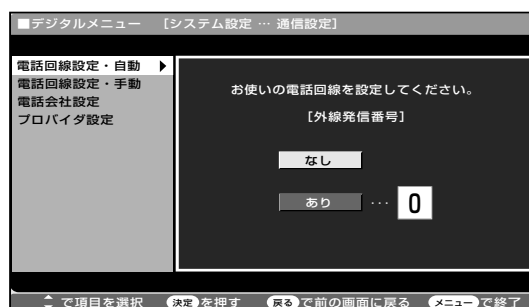 ■デジタルメニュー [システム設定 … 通信設定]
電話回線設定・自動 ▶
電話回線設定・手動
電話会社設定
プロバイダ設定
お使いの電話回線を設定してください。
[外線発信番号]
なし
あり … 0
で項目を選択 決定を押す 戻るで前の画面に戻る メニューで終了